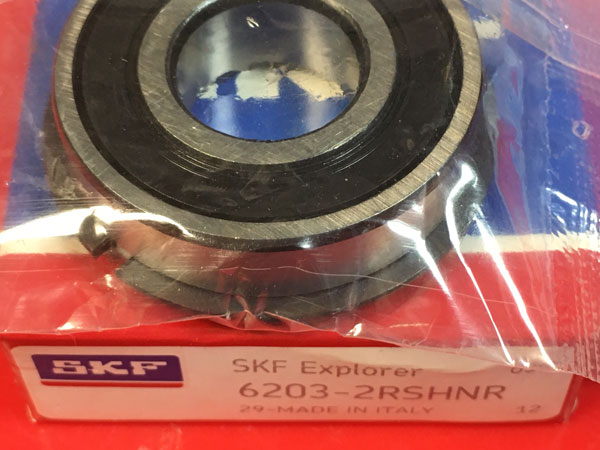 SKF
SKF Explorer
6203-2RSHNR
29-MADE IN ITALY
12